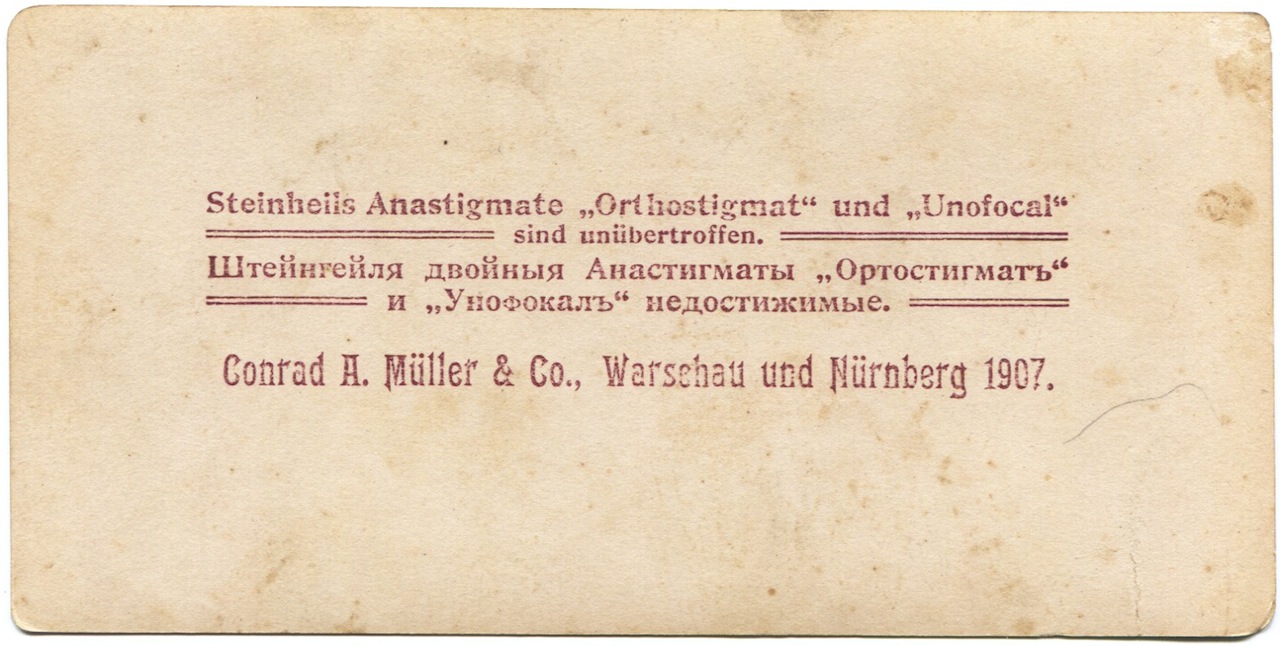 Steinheils Anastigmate „Orthostigmat“ und „Unofocal“
sind unübertroffen.
Штейнгейля двойныя Анастигматы „Ортостигматъ“
и „Унофокалъ“ недостижимые.
Conrad A. Müller & Co., Warschau und Nürnberg 1907.